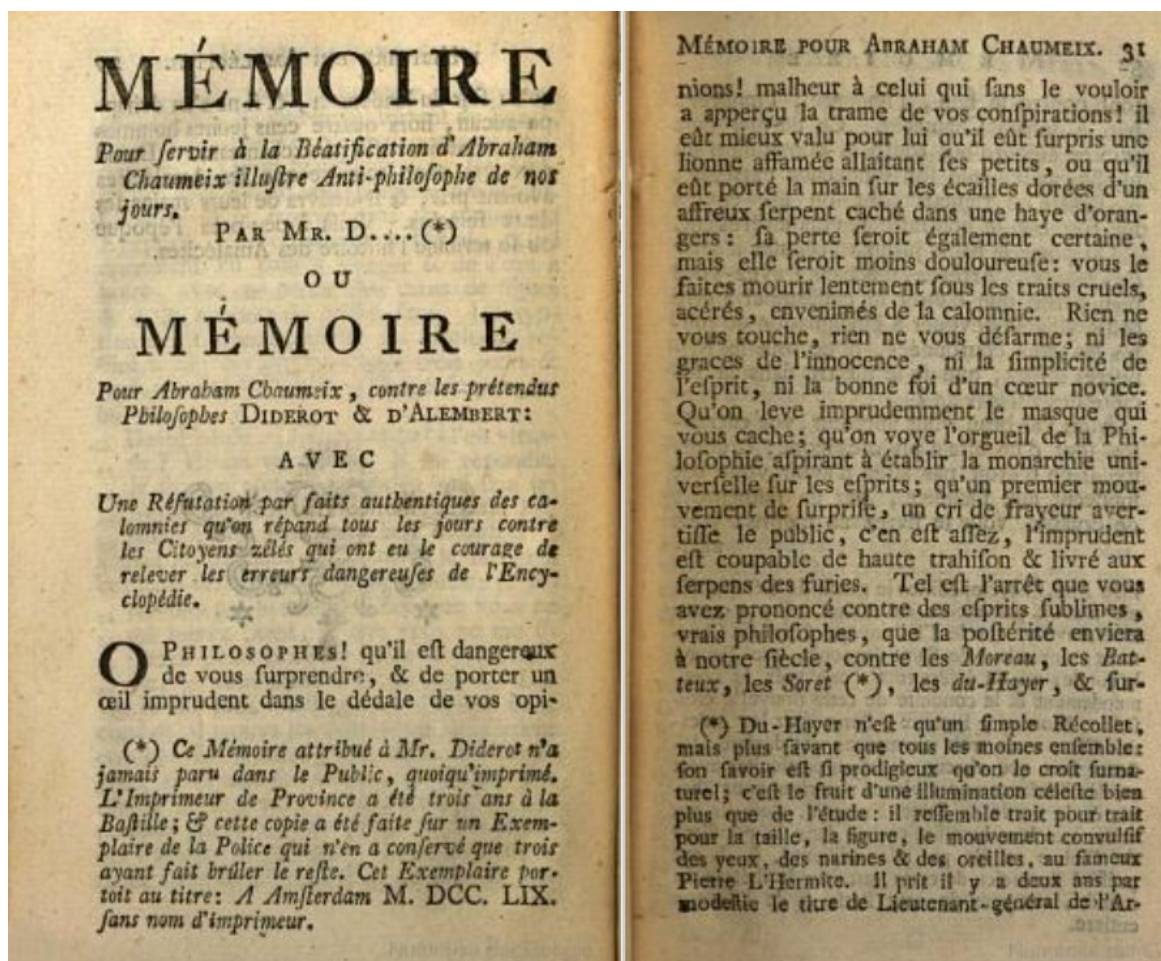 MÉMOIRE
Pour ſervir à la Béatification d'Abraham
Chaumeix illuſtre Anti-philoſophe de nos
jours.
PAR MR. D....(*)
OU
MÉMOIRE
Pour Abraham Chaumeix, contre les prétendus
Philoſophes DIDEROT & D'ALEMBERT:
AVEC
Une Réfutation par faits authentiques des ca-
lomnies qu'on répand tous les jours contre
les Citoyens zélés qui ont eu le courage de
relever les erreurs dangereuſes de l'Ency-
clopédie.
O PHILOSOPHES! qu'il eſt dangereux
de vous ſurprendre, & de porter un
œil imprudent dans le dédale de vos opi-
(*) Ce Mémoire attribué à Mr. Diderot n'a
jamais paru dans le Public, quoiqu'imprimé.
L'Imprimeur de Province a été trois ans à la
Baſtille; & cette copie a été faite ſur un Exem-
plaire de la Police qui n'en a conſervé que trois
ayant fait brûler le reſte. Cet Exemplaire por-
toit au titre: A Amſterdam M. DCC. LIX.
ſans nom d'imprimeur.
MÉMOIRE POUR ABRAHAM CHAUMEIX. 31
nions! malheur à celui qui ſans le vouloir
a apperçu la trame de vos conſpirations! il
eût mieux valu pour lui qu'il eût ſurpris une
lionne affamée allaitant ſes petits, ou qu'il
eût porté la main ſur les écailles dorées d'un
affreux ſerpent caché dans une haye d'oran-
gers: ſa perte ſeroit également certaine,
mais elle ſeroit moins douloureuſe: vous le
faites mourir lentement ſous les traits cruels,
acérés, envenimés de la calomnie. Rien ne
vous touche, rien ne vous déſarme; ni les
graces de l'innocence, ni la ſimplicité de
l'eſprit, ni la bonne foi d'un cœur novice.
Qu'on leve imprudemment le masque qui
vous cache; qu'on voye l'orgueil de la Phi-
loſophie aſpirant à établir la monarchie uni-
verſelle ſur les eſprits; qu'un premier mou-
vement de ſurpriſe, un cri de frayeur aver-
tiſſe le public, c'en eſt aſſez, l'imprudent
eſt coupable de haute trahiſon & livré aux
ſerpens des furies. Tel eſt l'arrêt que vous
avez prononcé contre des eſprits ſublimes,
vrais philoſophes, que la poſtérité enviera
à notre ſiècle, contre les Moreau, les Bat-
teux, les Soret (*), les du-Hayer, & ſur-
(*) Du-Hayer n'eſt qu'un ſimple Récollet,
mais plus ſavant que tous les moines enſemble:
ſon ſavoir eſt ſi prodigieux qu'on le croit ſurna-
turel; c'eſt le fruit d'une illumination céleſte bien
plus que de l'étude: il reſſemble trait pour trait
pour la taille, la figure, le mouvement convulſif
des yeux, des narines & des oreilles, au fameux
Pierre L'Hermite. Il prit il y a deux ans par
modeſtie le titre de Lieutenant-général de l'Ar-